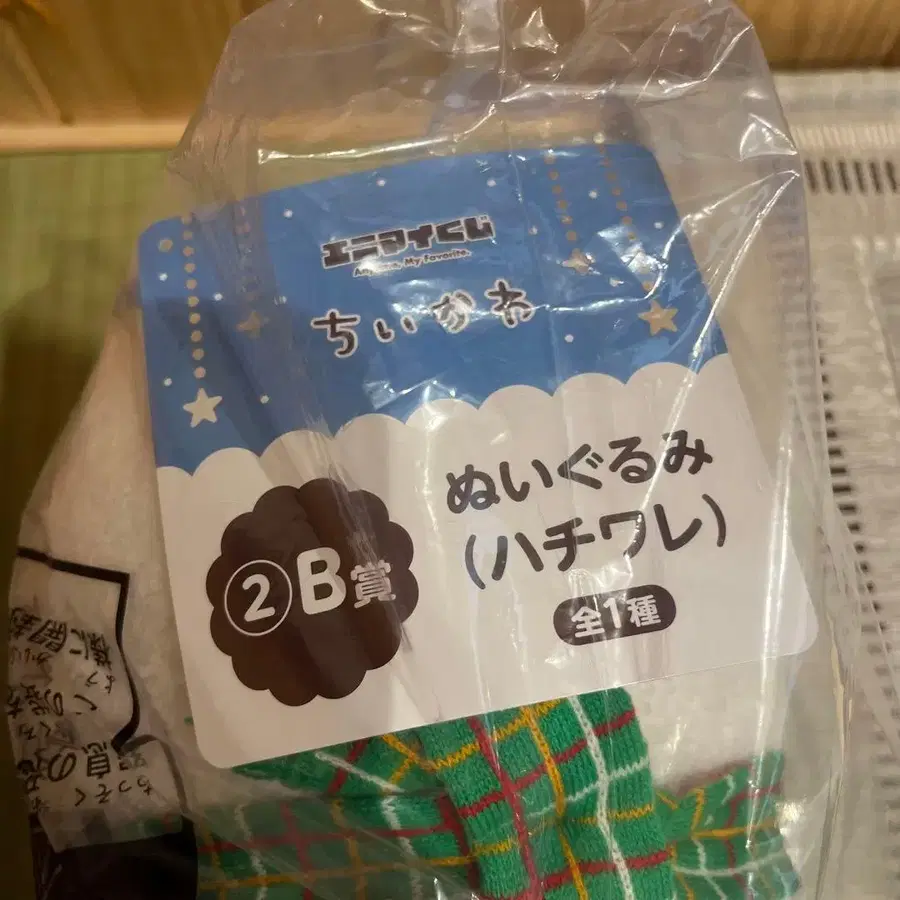 エニマイくじ
Anytime, My Favorite.
ちいかわ
ぬいぐるみ
(ハチワレ)
②B賞
全1種